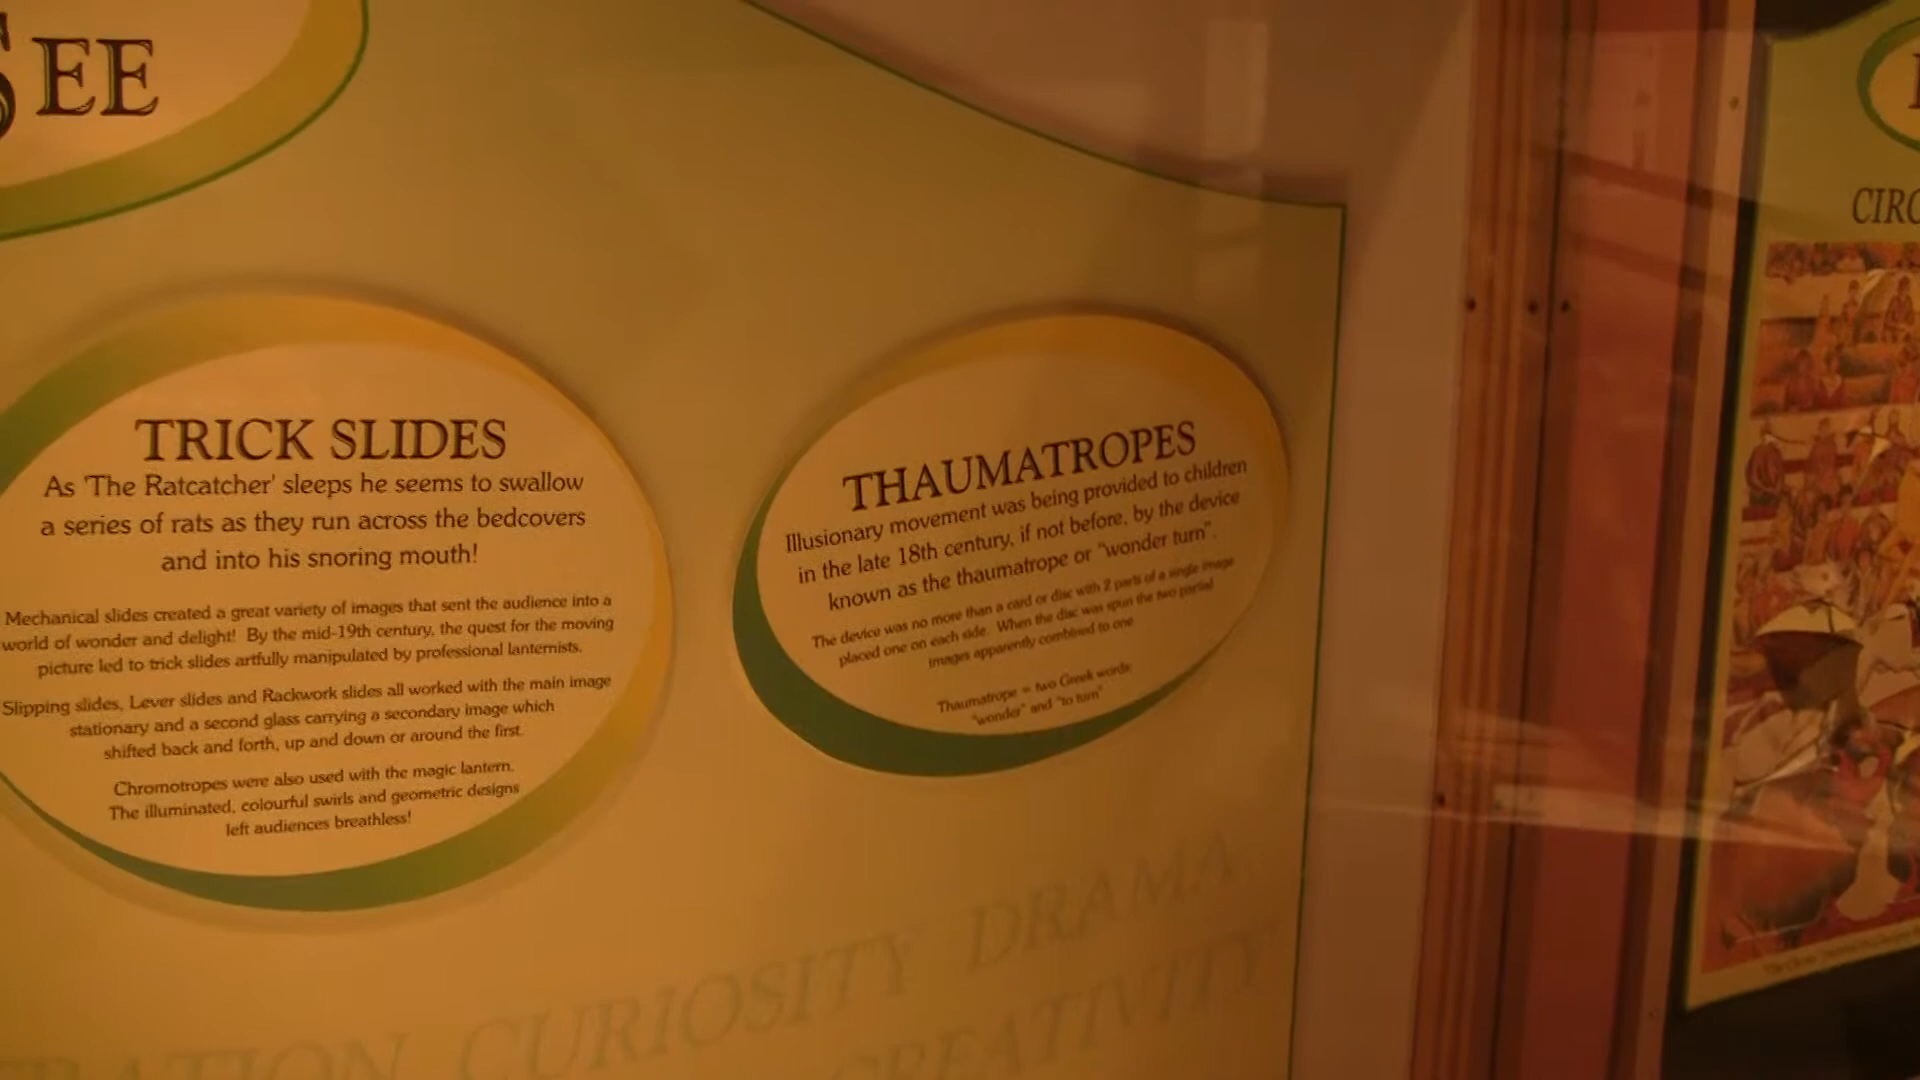 SEE
TRICK SLIDES
As 'The Ratcatcher' sleeps he seems to swallow
a series of rats as they run across the bedcovers
and into his snoring mouth!
Mechanical slides created a great variety of images that sent the audience into a
world of wonder and delight! By the mid-19th century, the quest for the moving
picture led to trick slides artfully manipulated by professional lanternists.
Slipping slides, Lever slides and Rackwork slides all worked with the main image
stationary and a second glass carrying a secondary image which
shifted back and forth, up and down or around the first.
Chromotropes were also used with the magic lantern.
The illuminated, colourful swirls and geometric designs
left audiences breathless!
THAUMATROPES
Illusionary movement was being provided to children
in the late 18th century, if not before, by the device
known as the thaumatrope or "wonder turn".
The device was no more than a card or disc with 2 parts of a single image
placed one on each side. When the disc was spun the two partial
images apparently combined to one
Thaumatrope = two Greek words
"wonder" and "to turn"
CURIOSITY DRAMA
CREATIVITY
CIRC